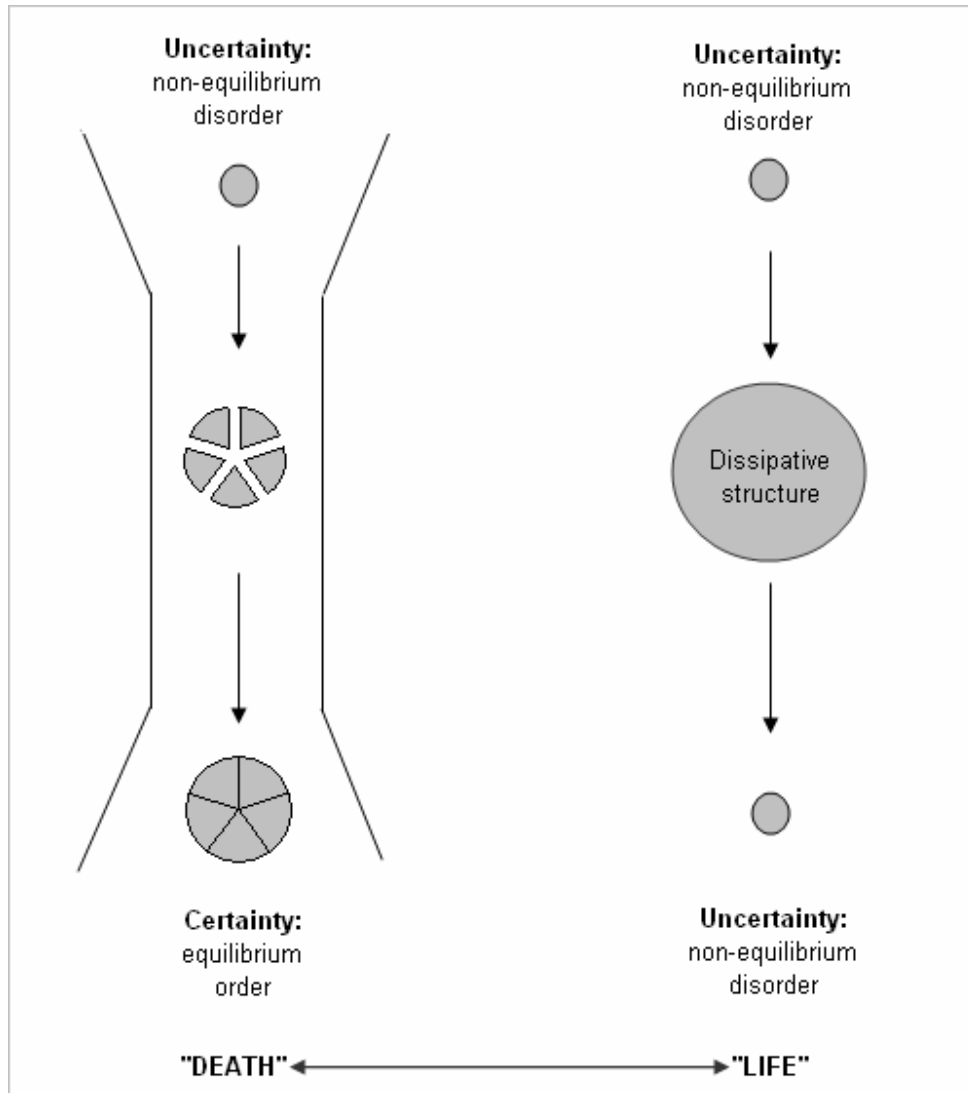 Uncertainty:
non-equilibrium
disorder
Uncertainty:
non-equilibrium
disorder
Dissipative
structure
Certainty:
equilibrium
order
Uncertainty:
non-equilibrium
disorder
"DEATH"
"LIFE"